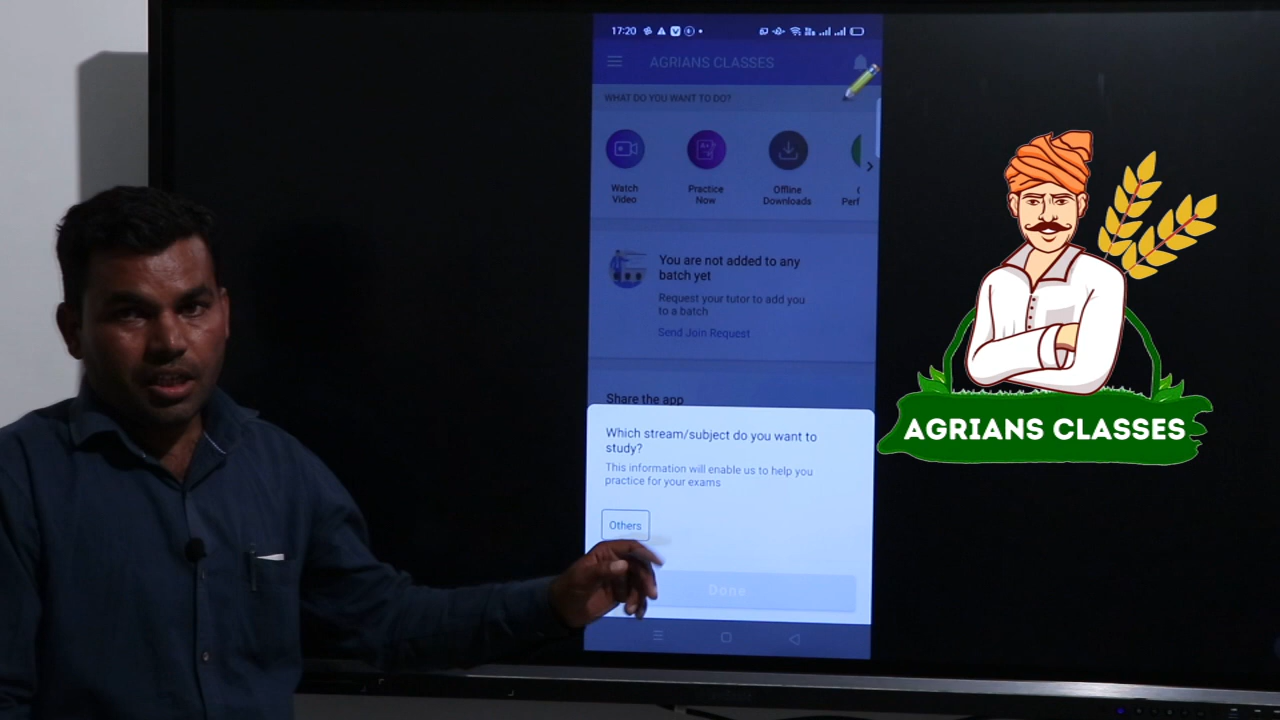 17:20
AGRIANS CLASSES
WHAT DO YOU WANT TO DO?
Watch
Video
Practice
Now
Offline
Downloads
Perf
You are not added to any
batch yet
Request your tutor to add you
to a batch
Send Join Request
Share the app
Which stream/subject do you want to
study?
This information will enable us to help you
practice for your exams
Others
Done
AGRIANS CLASSES